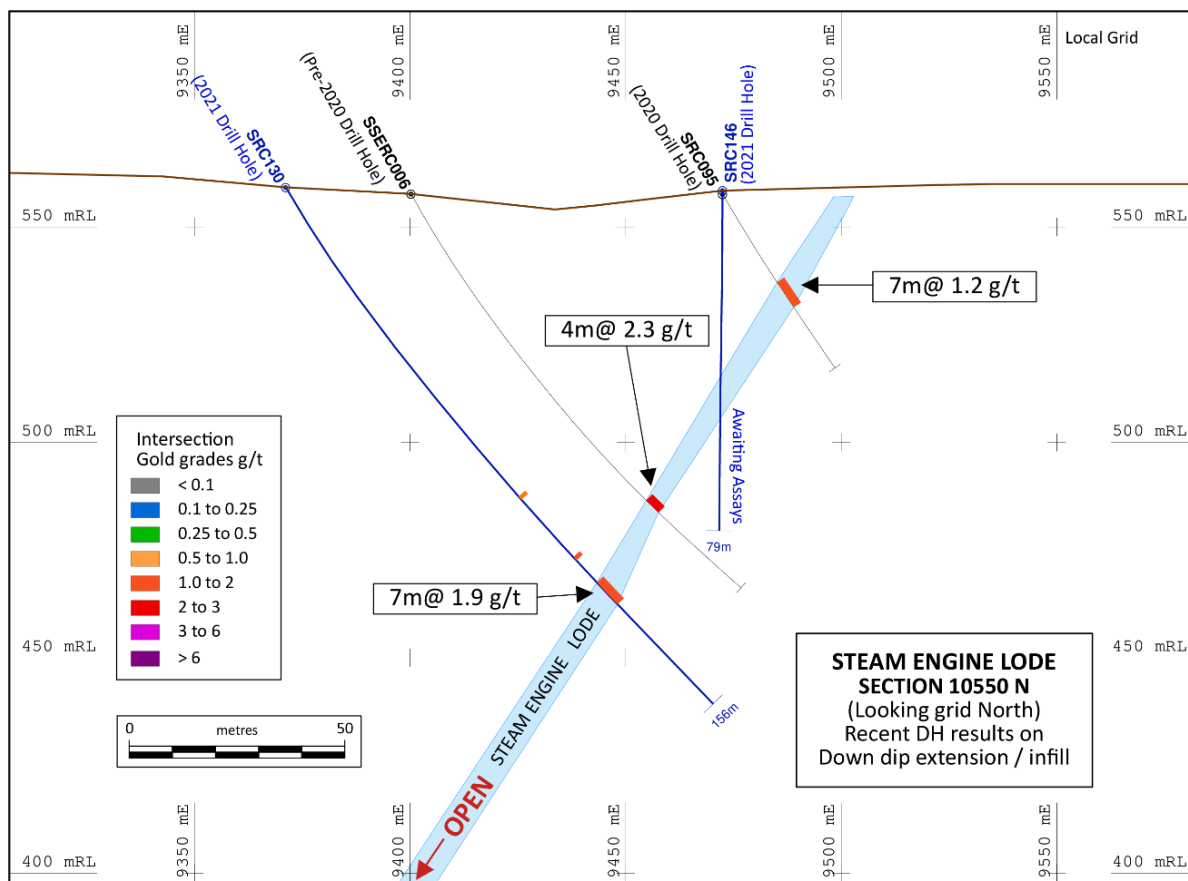 9350 mE
9400 mE
9450 mE
9500 mE
9550 mE
Local Grid
SRC130
(2021 Drill Hole)
SSERC006
(Pre-2020 Drill Hole)
SRC095
(2020 Drill Hole)
SRC146
(2021 Drill Hole)
550 mRL
550 mRL
7m@ 1.2 g/t
4m@ 2.3 g/t
Awaiting Assays
79m
500 mRL
500 mRL
Intersection
Gold grades g/t
< 0.1
0.1 to 0.25
0.25 to 0.5
0.5 to 1.0
1.0 to 2
2 to 3
3 to 6
> 6
7m@ 1.9 g/t
450 mRL
450 mRL
156m
STEAM ENGINE LODE
OPEN
0 metres 50
STEAM ENGINE LODE
SECTION 10550 N
(Looking grid North)
Recent DH results on
Down dip extension / infill
400 mRL
400 mRL
9350 mE
9400 mE
9450 mE
9500 mE
9550 mE